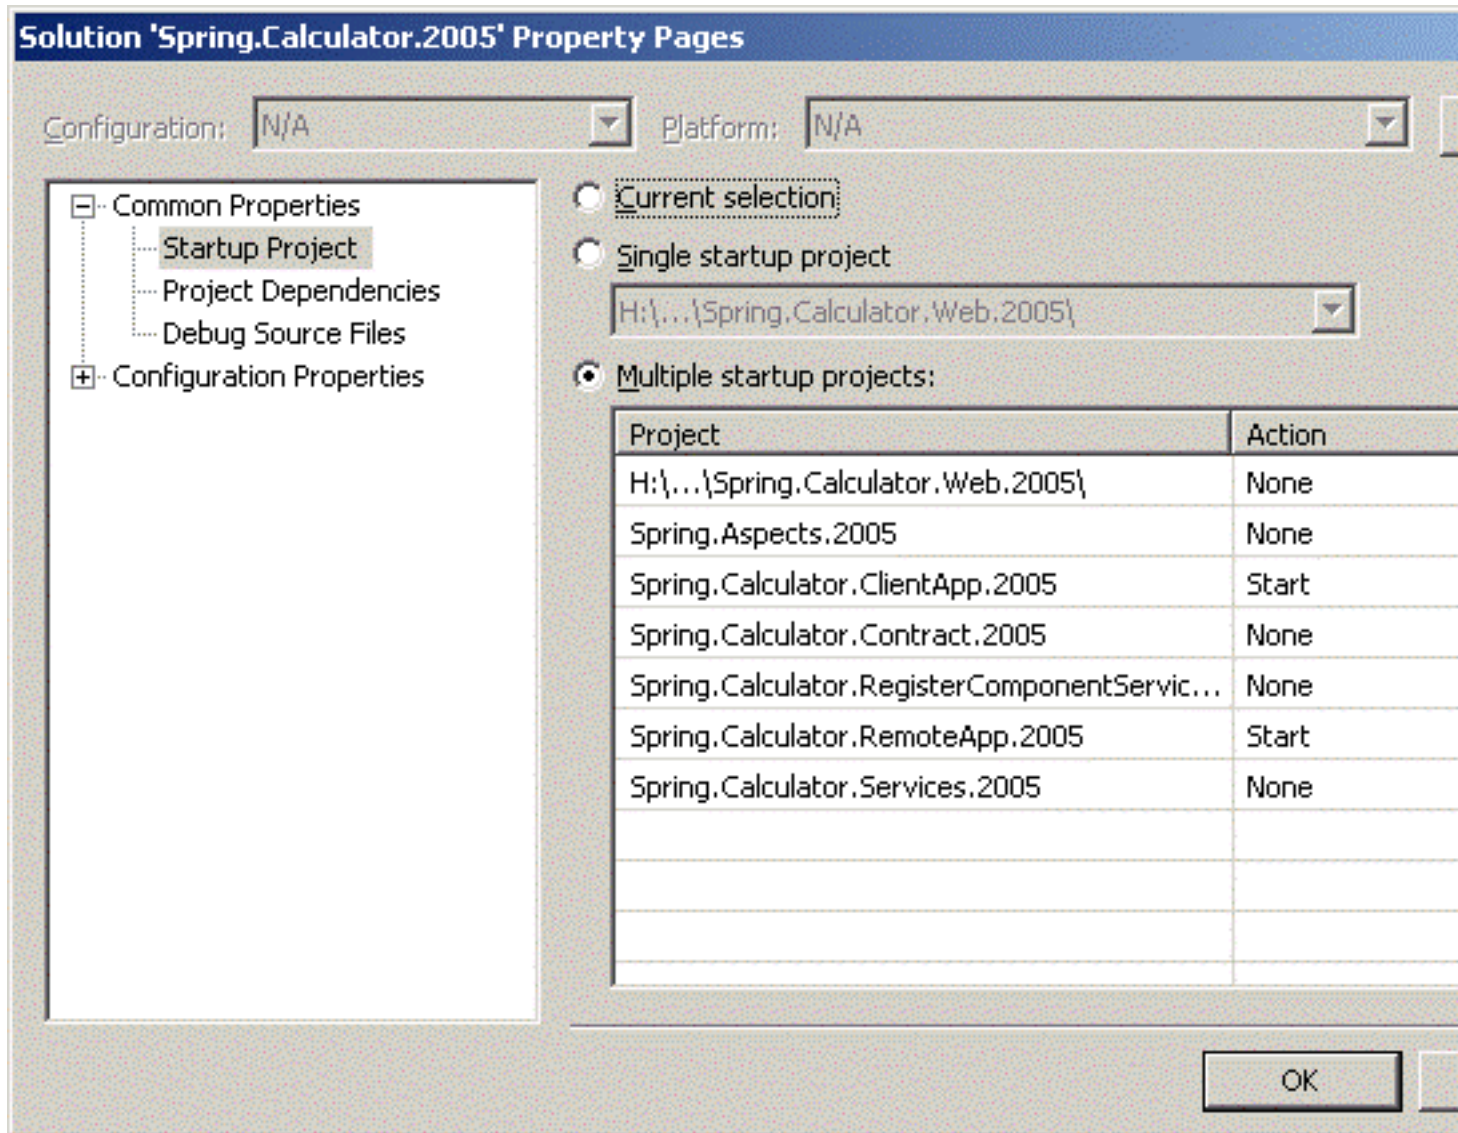 Solution 'Spring.Calculator.2005' Property Pages
Configuration: N/A Platform: N/A
Common Properties
Startup Project
Project Dependencies
Debug Source Files
Configuration Properties
Current selection
Single startup project
H:\...\Spring.Calculator.Web.2005\
Multiple startup projects:
Project Action
H:\...\Spring.Calculator.Web.2005\ None
Spring.Aspects.2005 None
Spring.Calculator.ClientApp.2005 Start
Spring.Calculator.Contract.2005 None
Spring.Calculator.RegisterComponentServic... None
Spring.Calculator.RemoteApp.2005 Start
Spring.Calculator.Services.2005 None
OK